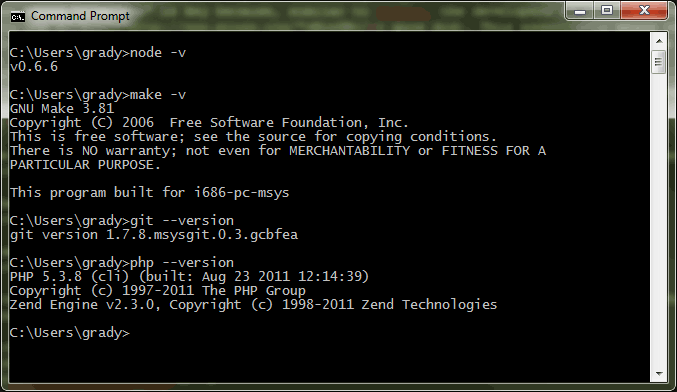 Command Prompt
C:\Users\grady>node -v
v0.6.6
C:\Users\grady>make -v
GNU Make 3.81
Copyright (C) 2006  Free Software Foundation, Inc.
This is free software; see the source for copying conditions.
There is NO warranty; not even for MERCHANTABILITY or FITNESS FOR A
PARTICULAR PURPOSE.
This program built for i686-pc-msys
C:\Users\grady>git --version
git version 1.7.8.msysgit.0.3.gcbfea
C:\Users\grady>php --version
PHP 5.3.8 (cli) (built: Aug 23 2011 12:14:39)
Copyright (c) 1997-2011 The PHP Group
Zend Engine v2.3.0, Copyright (c) 1998-2011 Zend Technologies
C:\Users\grady>